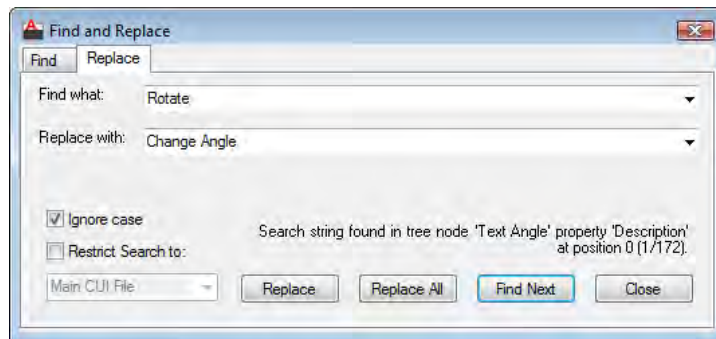 Find and Replace
Find
Replace
Find what:
Rotate
Replace with:
Change Angle
Ignore case
Search string found in tree node 'Text Angle' property 'Description'
at position 0 (1/172).
Restrict Search to:
Main CUI File
Replace
Replace All
Find Next
Close